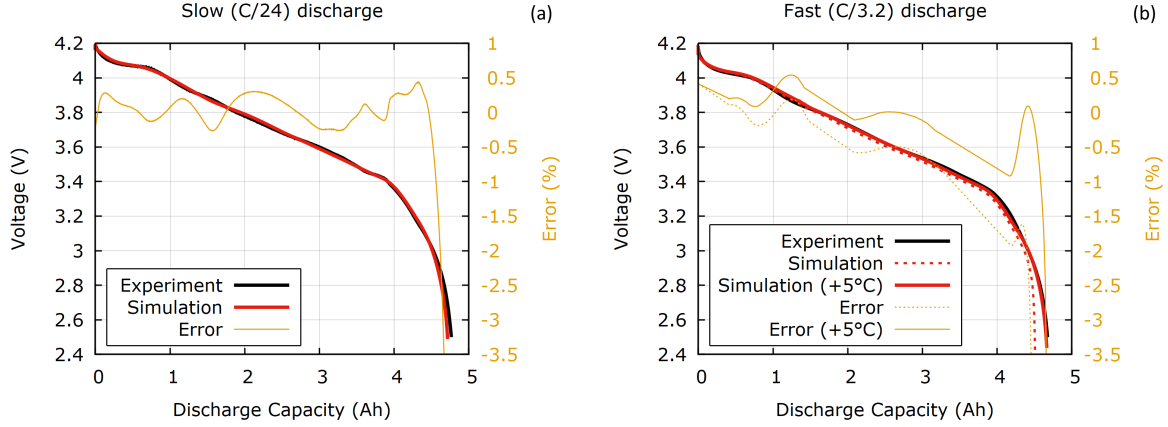 Slow (C/24) discharge
(a)
4.2
4
3.8
3.6
3.4
3.2
3
2.8
2.6
2.4
Voltage (V)
1
0.5
0
-0.5
-1
-1.5
-2
-2.5
-3
-3.5
Error (%)
Experiment
Simulation
Error
0 1 2 3 4 5
Discharge Capacity (Ah)
Fast (C/3.2) discharge
(b)
4.2
4
3.8
3.6
3.4
3.2
3
2.8
2.6
2.4
Voltage (V)
1
0.5
0
-0.5
-1
-1.5
-2
-2.5
-3
-3.5
Error (%)
Experiment
Simulation
Simulation (+5°C)
Error
Error (+5°C)
0 1 2 3 4 5
Discharge Capacity (Ah)